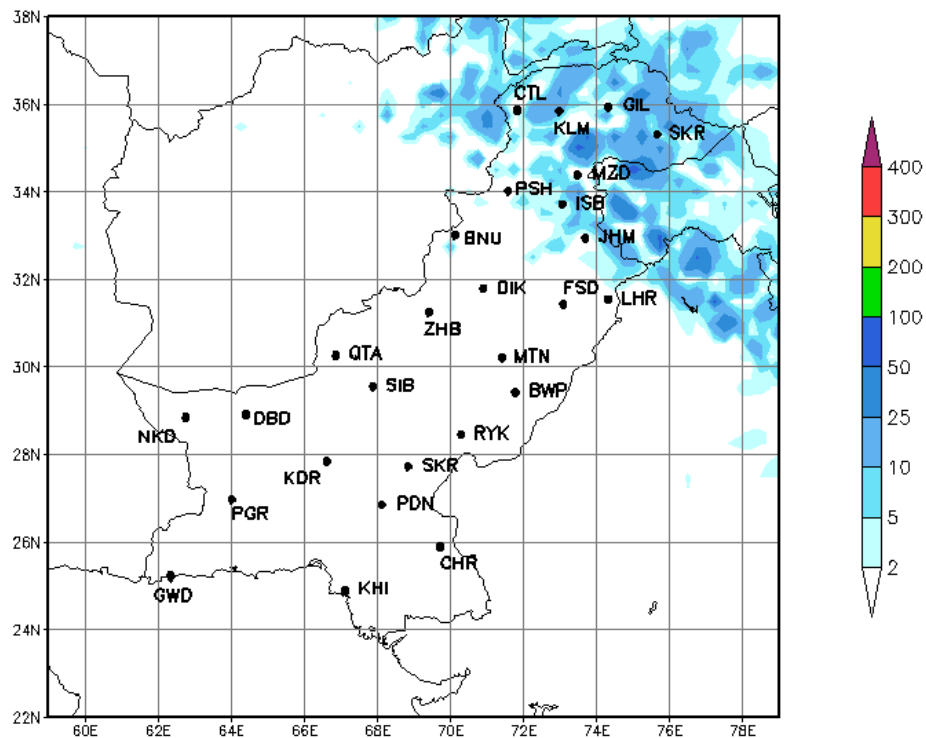 38N
36N
34N
32N
30N
28N
26N
24N
22N
CTL
GIL
KLM
SKR
MZD
PSH
ISB
BNU
JHM
DIK
FSD
LHR
ZHB
QTA
MTN
SIB
BWP
NKD
DBD
RYK
KDR
SKR
PGR
PDN
CHR
GWD
KHI
60E 62E 64E 66E 68E 70E 72E 74E 76E 78E
400
300
200
100
50
25
10
5
2